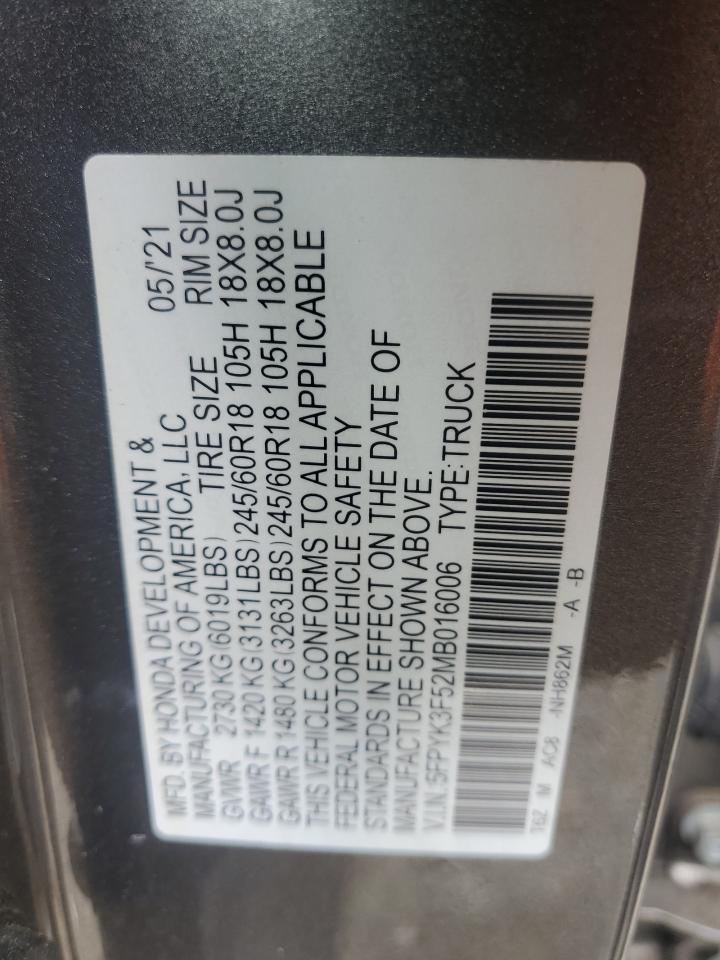 MFD. BY HONDA DEVELOPMENT &
MANUFACTURING OF AMERICA, LLC 05/'21
GVWR 2730 KG(6019LBS) TIRE SIZE RIM SIZE
GAWR F 1420 KG(3131LBS) 245/60R18 105H 18X8.0J
GAWR R 1480 KG(3263LBS) 245/60R18 105H 18X8.0J
THIS VEHICLE CONFORMS TO ALL APPLICABLE
FEDERAL MOTOR VEHICLE SAFETY
STANDARDS IN EFFECT ON THE DATE OF
MANUFACTURE SHOWN ABOVE.
V.I.N.:5FPYK3F52MB016006 TYPE:TRUCK
T6Z M AC8 -NH862M -A -B